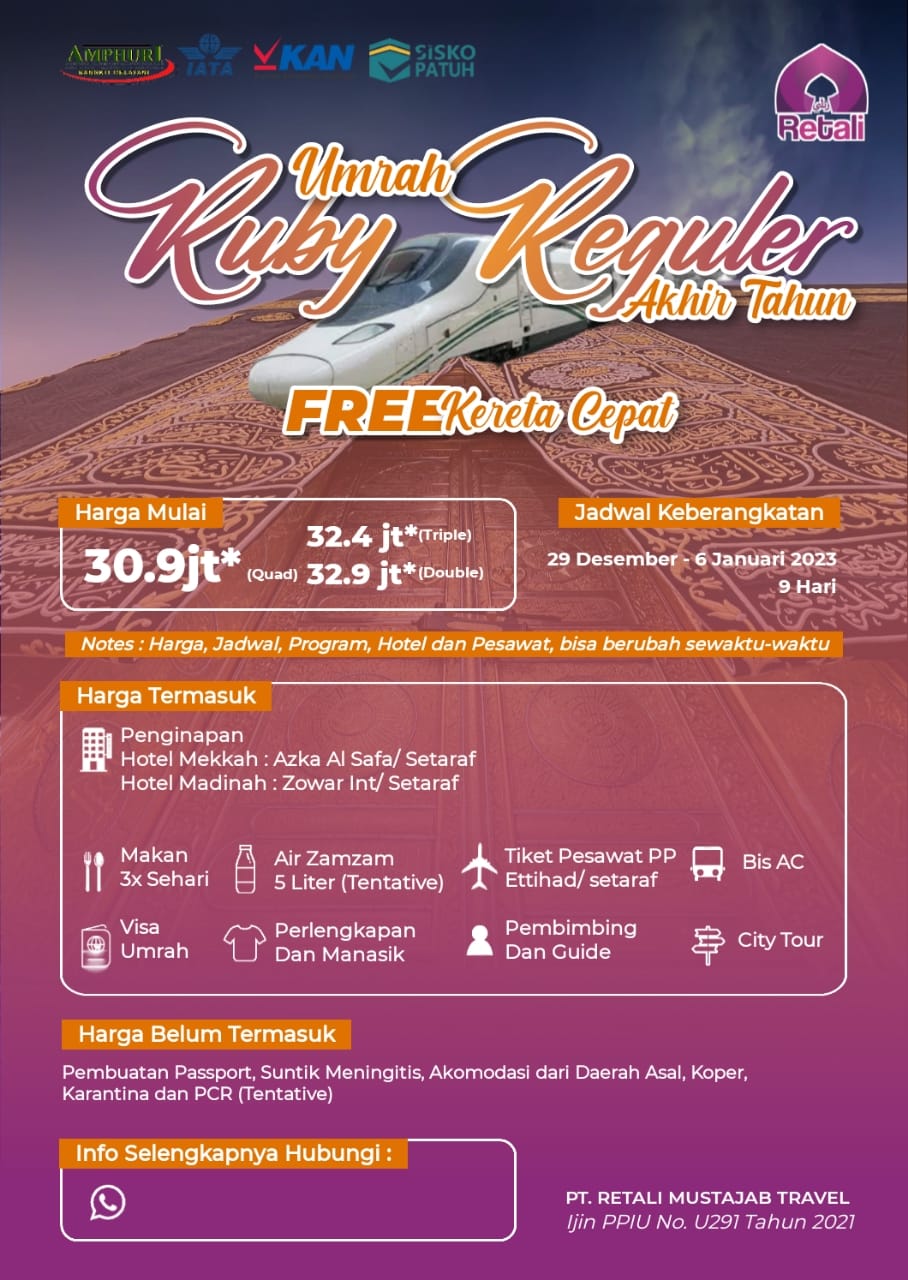 AMPHURI
IATA
KAN
SISKO
PATUH
Retali
Umrah
Ruby Reguler
Akhir Tahun
FREE Kereta Cepat
Harga Mulai
30.9jt* (Quad)
32.4 jt* (Triple)
32.9 jt* (Double)
Jadwal Keberangkatan
29 Desember - 6 Januari 2023
9 Hari
Notes : Harga, Jadwal, Program, Hotel dan Pesawat, bisa berubah sewaktu-waktu
Harga Termasuk
Penginapan
Hotel Mekkah : Azka Al Safa/ Setaraf
Hotel Madinah : Zowar Int/ Setaraf
Makan
3x Sehari
Air Zamzam
5 Liter (Tentative)
Tiket Pesawat PP
Ettihad/ setaraf
Bis AC
Visa
Umrah
Perlengkapan
Dan Manasik
Pembimbing
Dan Guide
City Tour
Harga Belum Termasuk
Pembuatan Passport, Suntik Meningitis, Akomodasi dari Daerah Asal, Koper,
Karantina dan PCR (Tentative)
Info Selengkapnya Hubungi :
PT. RETALI MUSTAJAB TRAVEL
Ijin PPIU No. U291 Tahun 2021